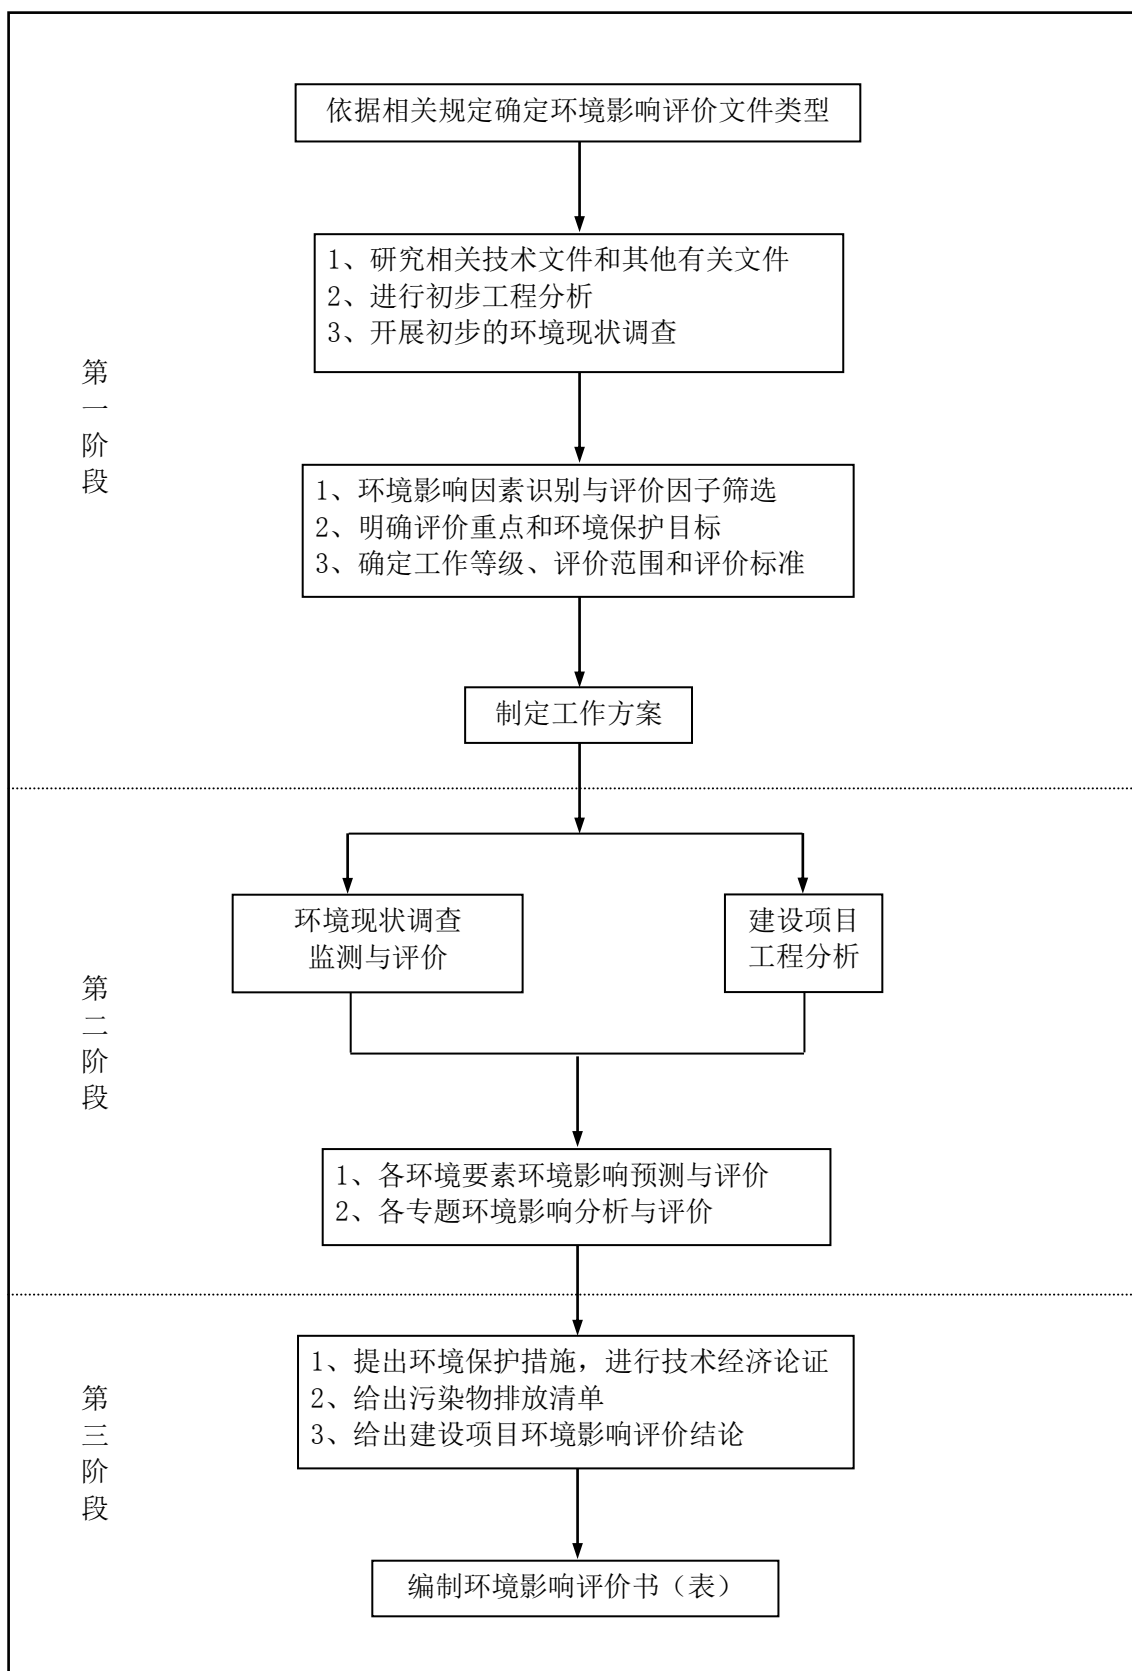 依据相关规定确定环境影响评价文件类型
1、研究相关技术文件和其他有关文件
2、进行初步工程分析
3、开展初步的环境现状调查
第一阶段
1、环境影响因素识别与评价因子筛选
2、明确评价重点和环境保护目标
3、确定工作等级、评价范围和评价标准
制定工作方案
环境现状调查
监测与评价
建设项目
工程分析
第二阶段
1、各环境要素环境影响预测与评价
2、各专题环境影响分析与评价
1、提出环境保护措施，进行技术经济论证
2、给出污染物排放清单
3、给出建设项目环境影响评价结论
第三阶段
编制环境影响评价书（表）